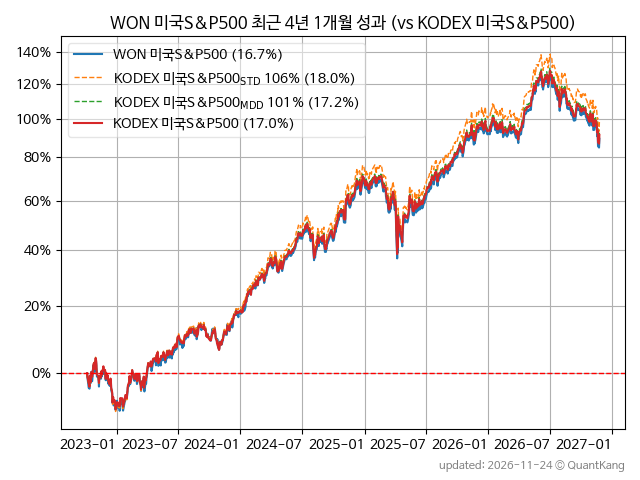 WON 미국S&P500 최근 4년 1개월 성과 (vs KODEX 미국S&P500)
140%
120%
100%
80%
60%
40%
20%
0%
WON 미국S&P500 (16.7%)
KODEX 미국S&P500STD 106% (18.0%)
KODEX 미국S&P500MDD 101% (17.2%)
KODEX 미국S&P500 (17.0%)
2023-01 2023-07 2024-01 2024-07 2025-01 2025-07 2026-01 2026-07 2027-01
updated: 2026-11-24 © QuantKang